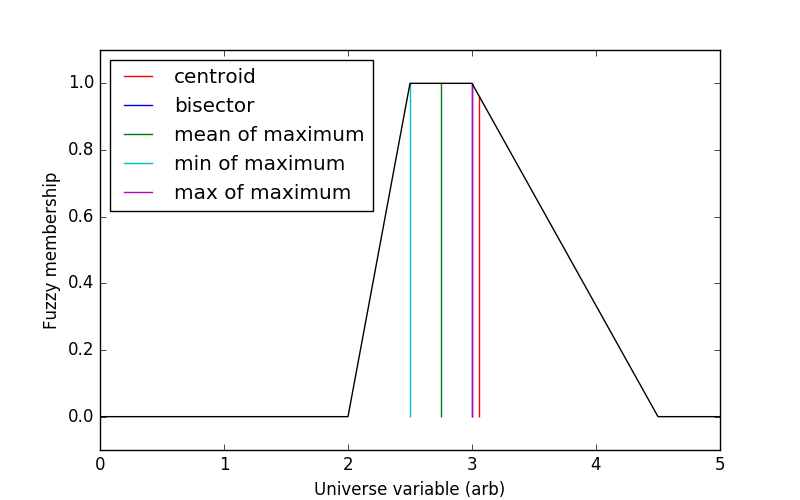 centroid
bisector
mean of maximum
min of maximum
max of maximum
1.0
0.8
0.6
0.4
0.2
0.0
Fuzzy membership
0 1 2 3 4 5
Universe variable (arb)